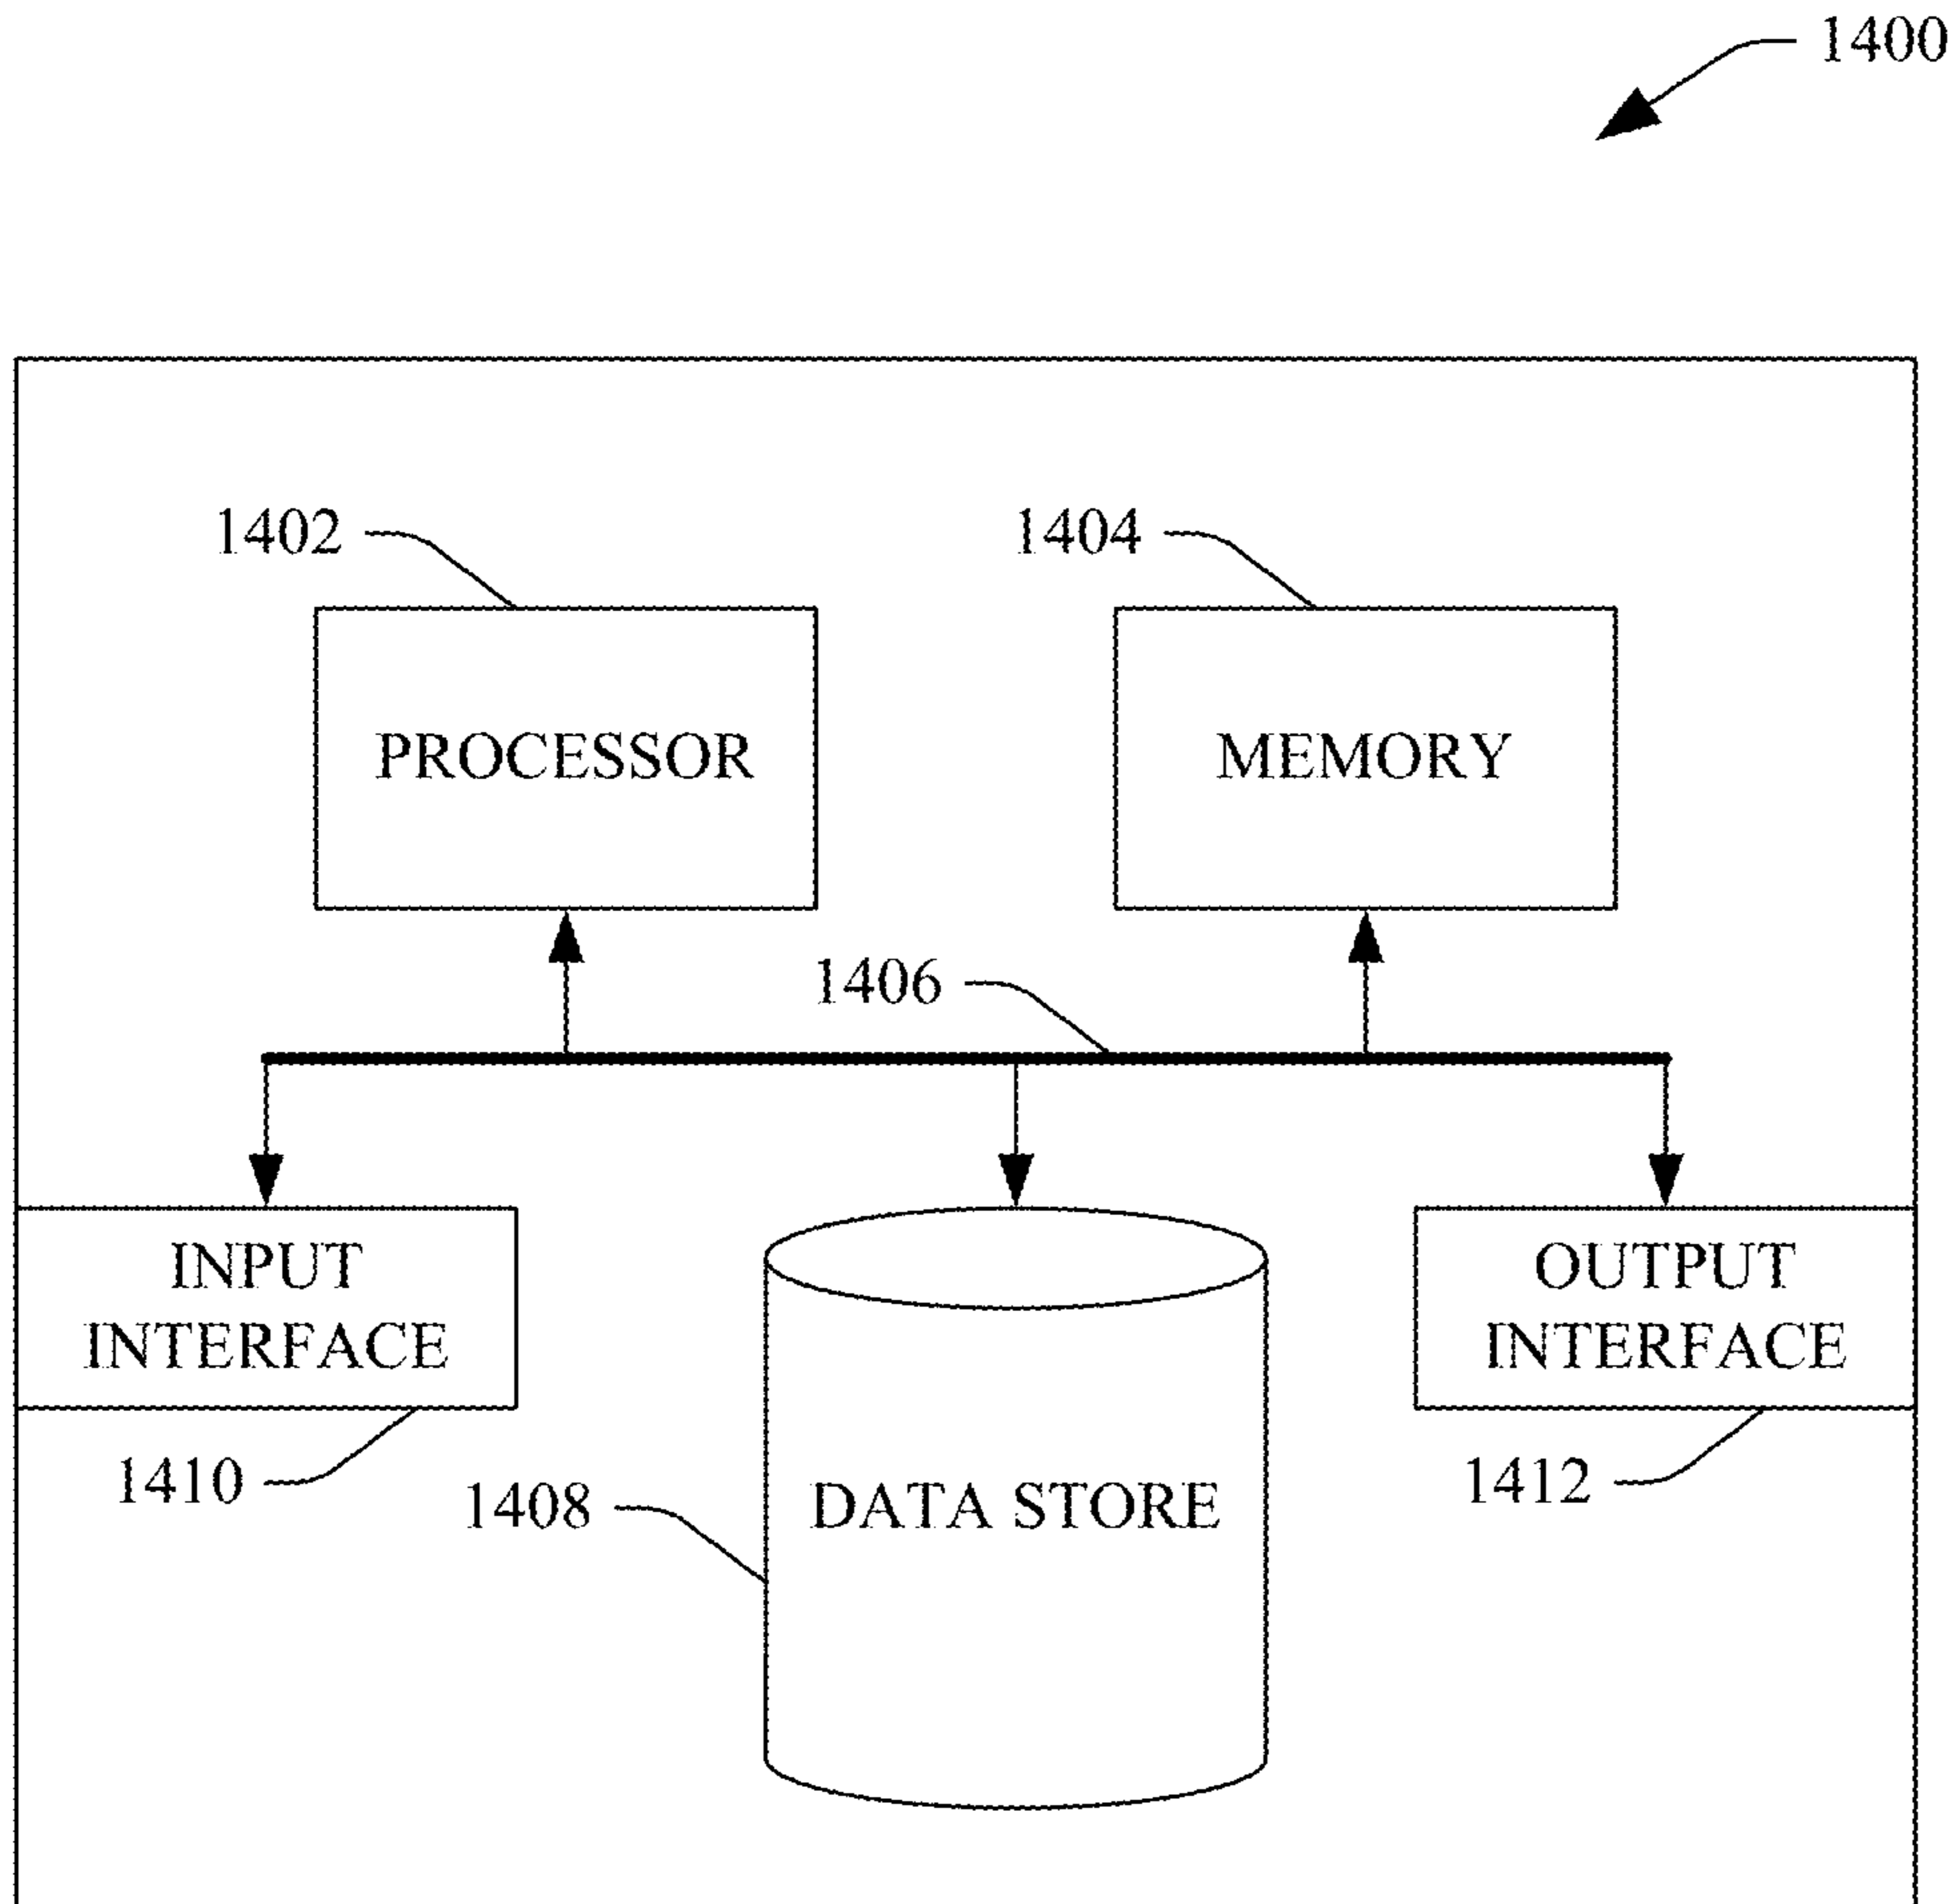 1400
1402
1404
PROCESSOR
MEMORY
1406
INPUT
INTERFACE
OUTPUT
INTERFACE
1410
1408
DATA STORE
1412